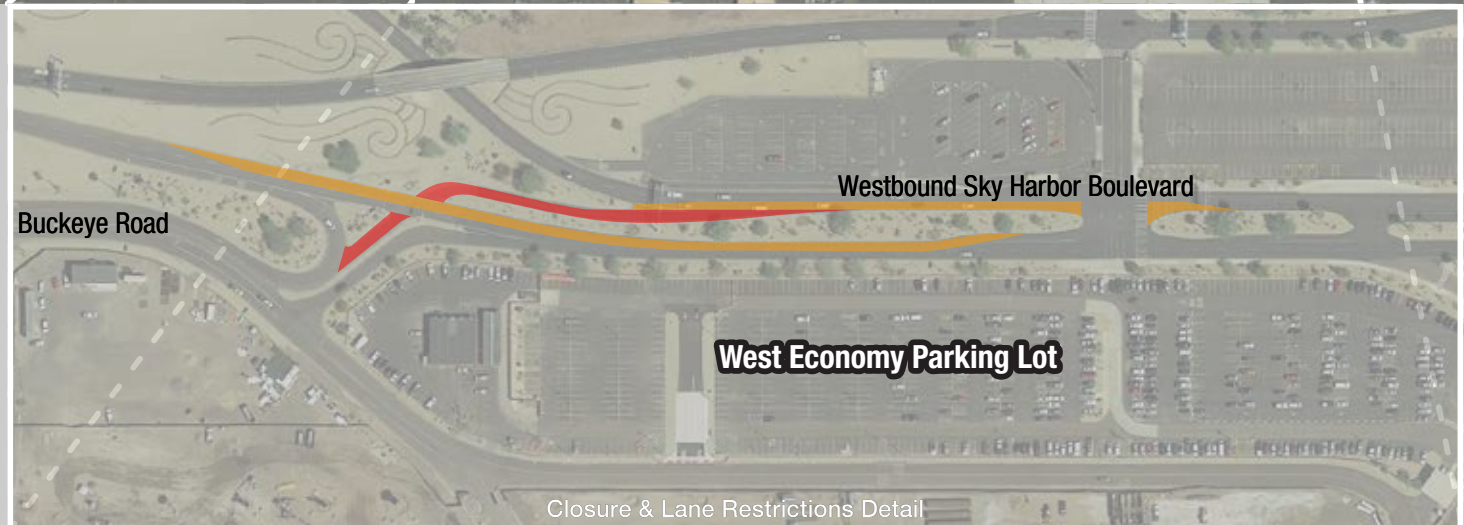 Westbound Sky Harbor Boulevard
Buckeye Road
West Economy Parking Lot
Closure & Lane Restrictions Detail